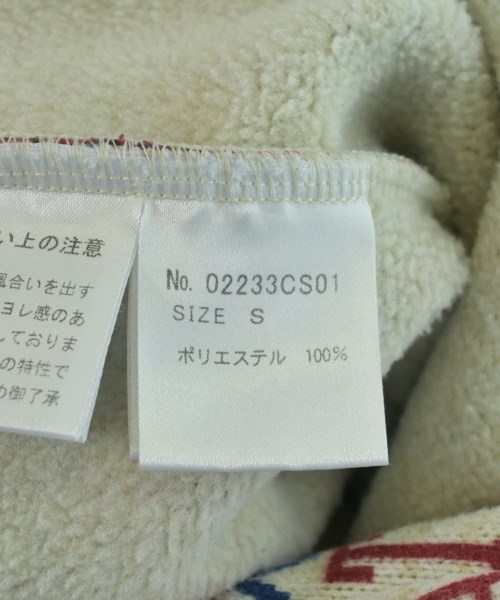 い上の注意
風合いを出す
ヨレ感のあ
しておりま
の特性で
御了承
No. 02233CS01
SIZE S
ポリエステル 100%